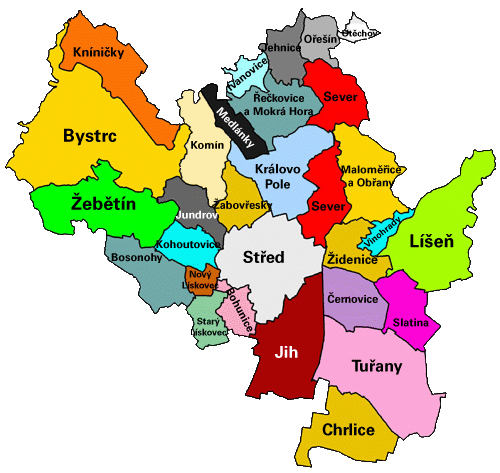 Útěchov
Ořešín
Jehnice
Kníničky
Ivanovice
Řečkovice
a Mokrá Hora
Sever
Medlánky
Bystrc
Komín
Královo
Pole
Maloměřice
a Obřany
Žebětín
Žabovřesky
Jundrov
Sever
Vinohrady
Líšeň
Kohoutovice
Bosonohy
Střed
Židenice
Nový
Lískovec
Bohunice
Černovice
Starý
Lískovec
Slatina
Jih
Tuřany
Chrlice